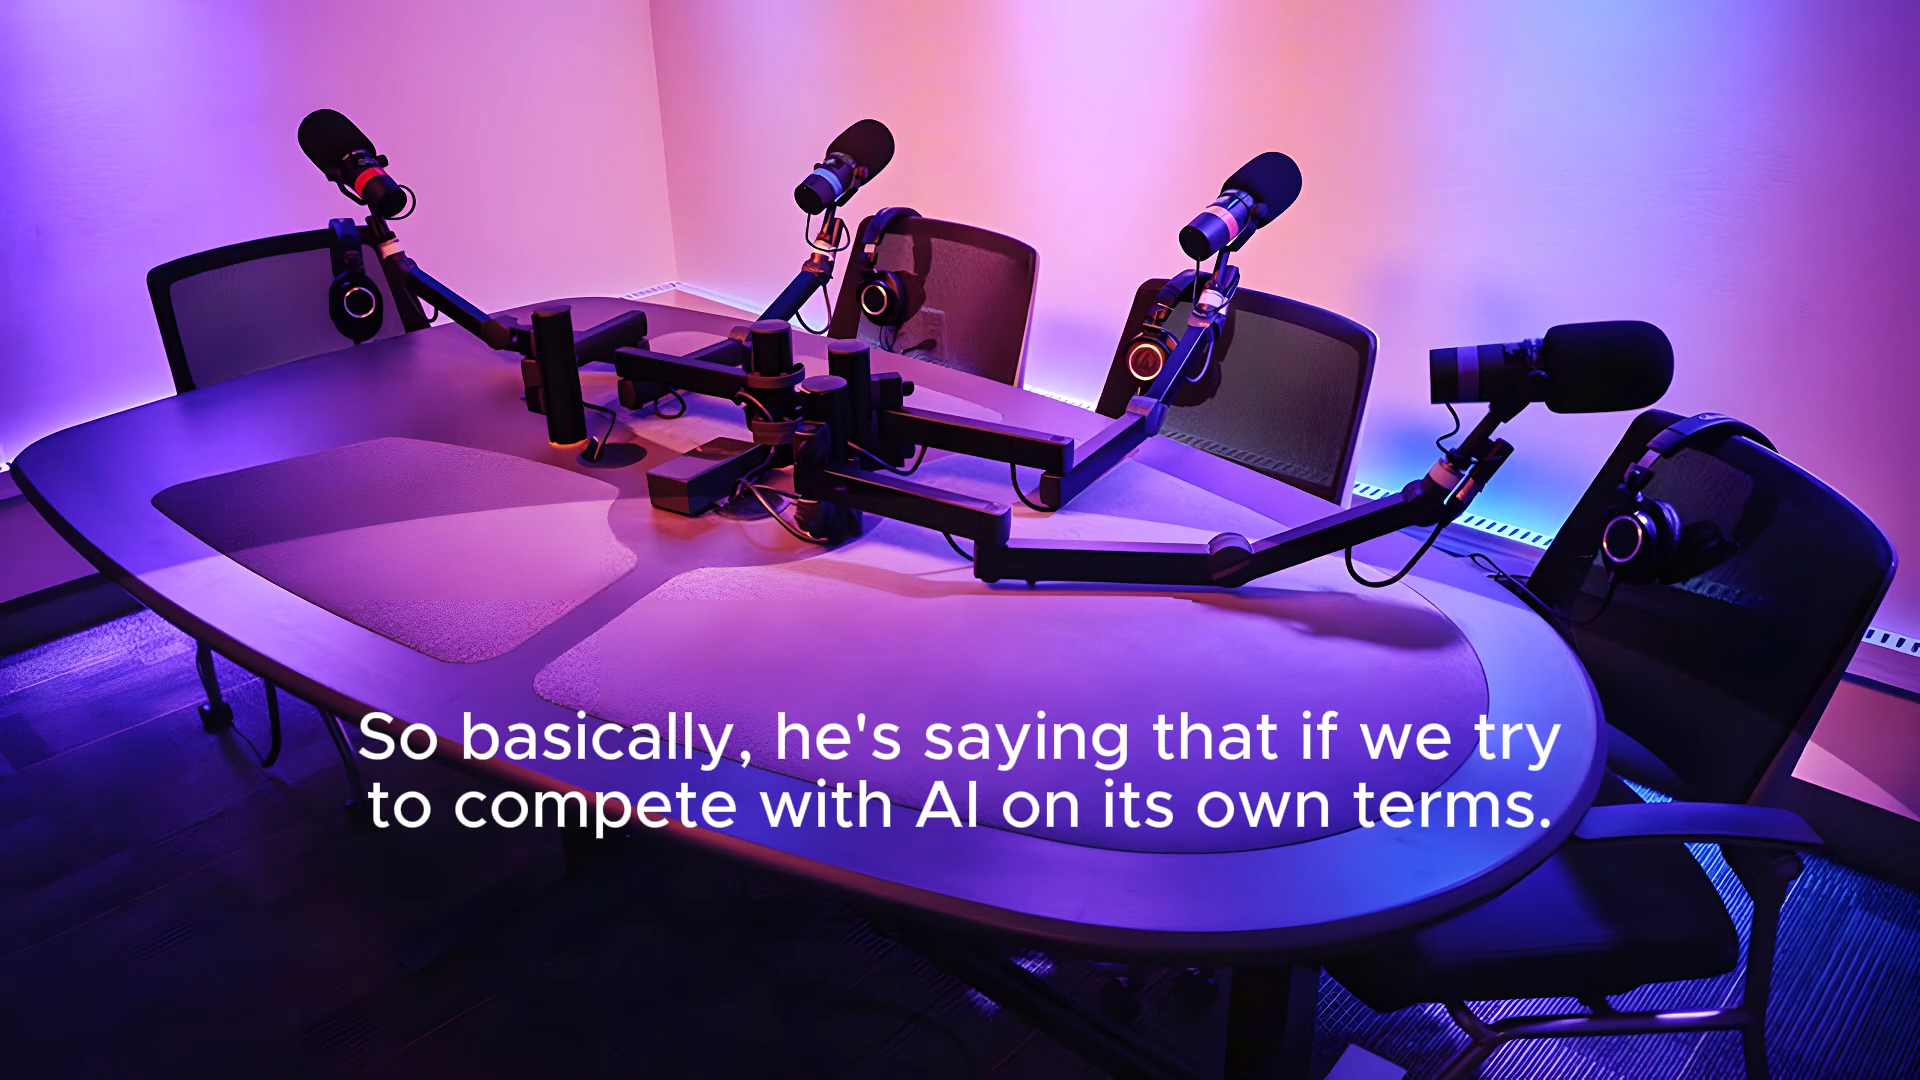 So basically, he's saying that if we try
to compete with AI on its own terms.